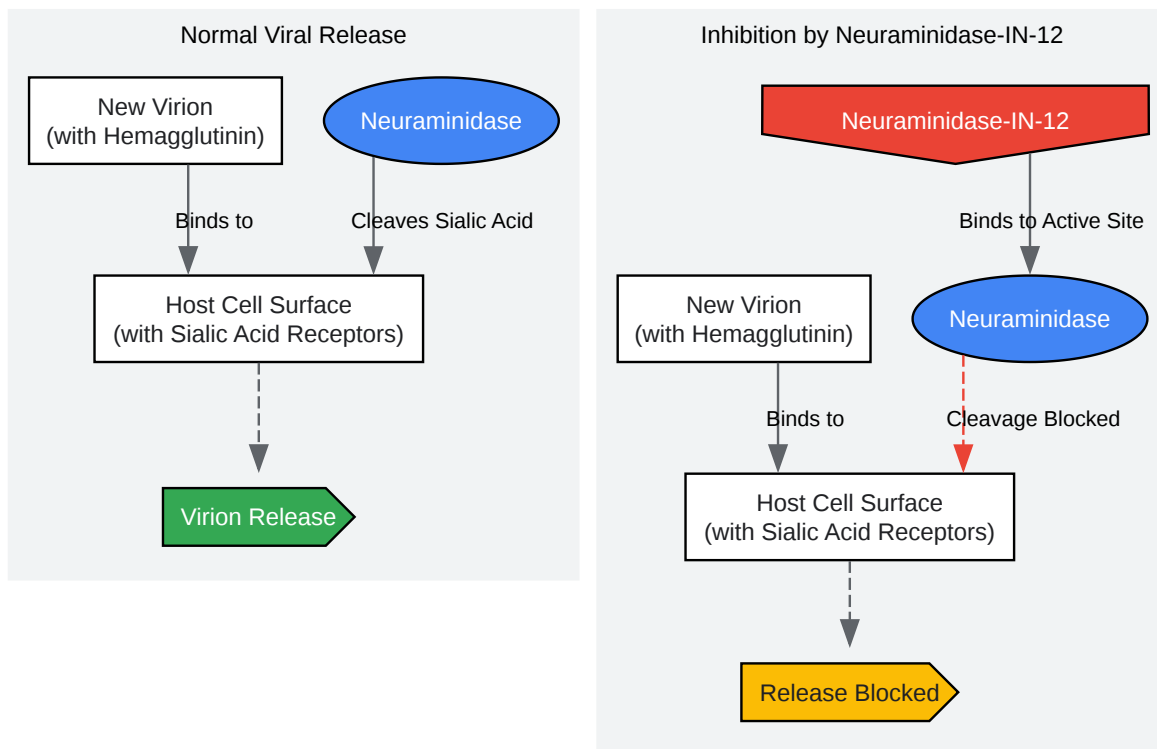 Normal Viral Release
New Virion
(with Hemagglutinin)
Neuraminidase
Binds to
Cleaves Sialic Acid
Host Cell Surface
(with Sialic Acid Receptors)
Virion Release
Inhibition by Neuraminidase-IN-12
Neuraminidase-IN-12
Binds to Active Site
New Virion
(with Hemagglutinin)
Neuraminidase
Binds to
Cleavage Blocked
Host Cell Surface
(with Sialic Acid Receptors)
Release Blocked